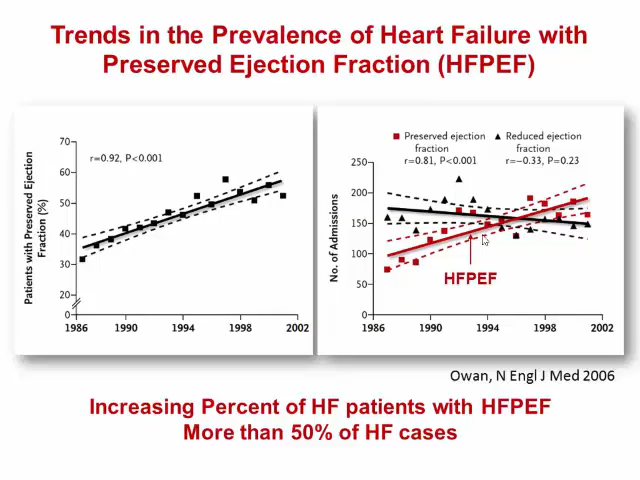 Trends in the Prevalence of Heart Failure with
Preserved Ejection Fraction (HFPEF)
Patients with Preserved Ejection
Fraction (%)
r=0.92, P<0.001
70
60
50
40
30
20
0
1986
1990
1994
1998
2002
Preserved ejection
fraction
r=0.81, P<0.001
Reduced ejection
fraction
r=−0.33, P=0.23
No. of Admissions
250
200
150
100
50
0
HFPEF
1986
1990
1994
1998
2002
Owan, N Engl J Med 2006
Increasing Percent of HF patients with HFPEF
More than 50% of HF cases